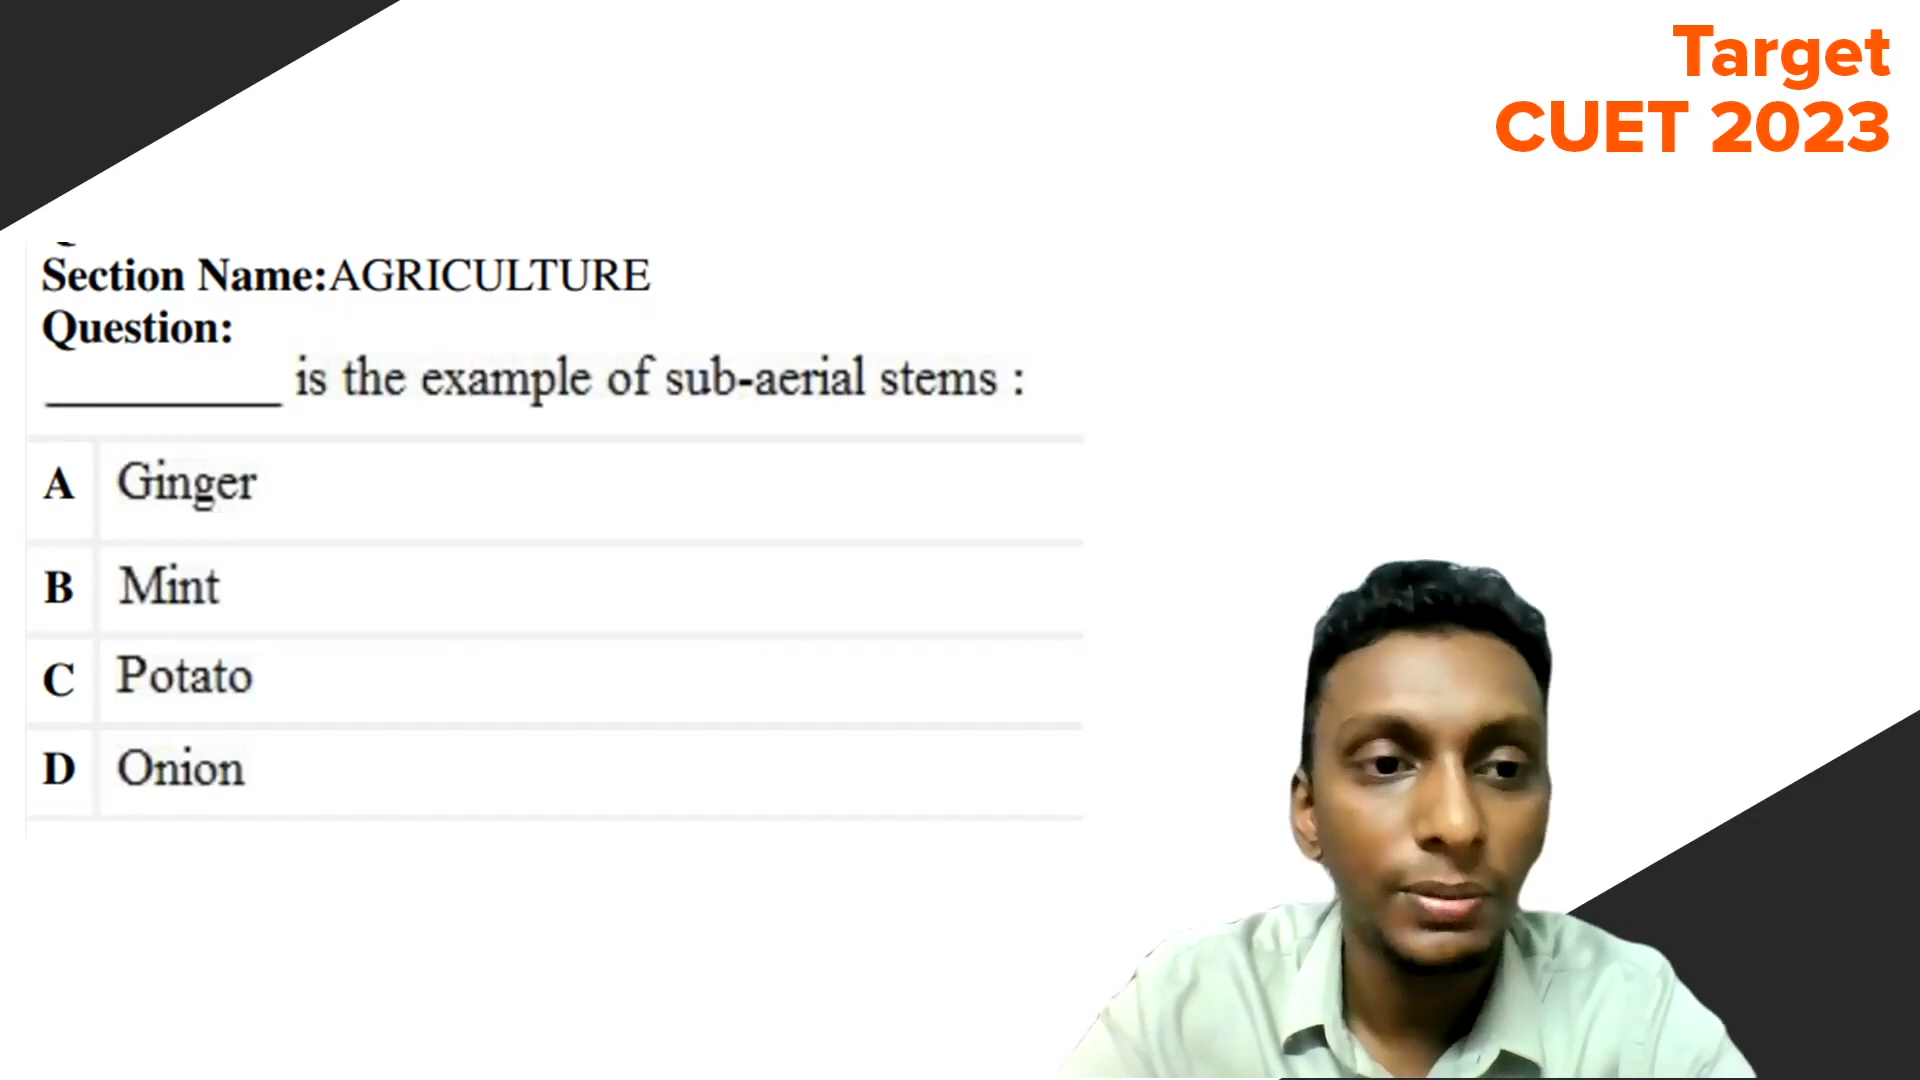 Target
CUET 2023
Section Name:AGRICULTURE
Question:
__________ is the example of sub-aerial stems :
A Ginger
B Mint
C Potato
D Onion